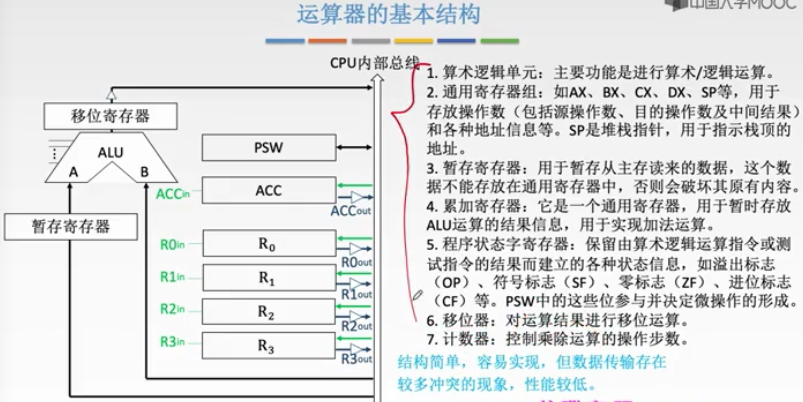 运算器的基本结构
中国大学MOOC
CPU内部总线
移位寄存器
ALU
A
B
暂存寄存器
PSW
ACC
ACCin
ACCout
R0
R0in
R0out
R1
R1in
R1out
R2
R2in
R2out
R3
R3in
R3out
1. 算术逻辑单元：主要功能是进行算术/逻辑运算。
2. 通用寄存器组：如AX、BX、CX、DX、SP等，用于
存放操作数（包括源操作数、目的操作数及中间结果）
和各种地址信息等。SP是堆栈指针，用于指示栈顶的
地址。
3. 暂存寄存器：用于暂存从主存读来的数据，这个数
据不能存放在通用寄存器中，否则会破坏其原有内容。
4. 累加寄存器：它是一个通用寄存器，用于暂时存放
ALU运算的结果信息，用于实现加法运算。
5. 程序状态字寄存器：保留由算术逻辑运算指令或测
试指令的结果而建立的各种状态信息，如溢出标志
（OP）、符号标志（SF）、零标志（ZF）、进位标志
（CF）等。PSW中的这些位参与并决定微操作的形成。
6. 移位器：对运算结果进行移位运算。
7. 计数器：控制乘除运算的操作步数。
结构简单，容易实现，但数据传输存在
较多冲突的现象，性能较低。